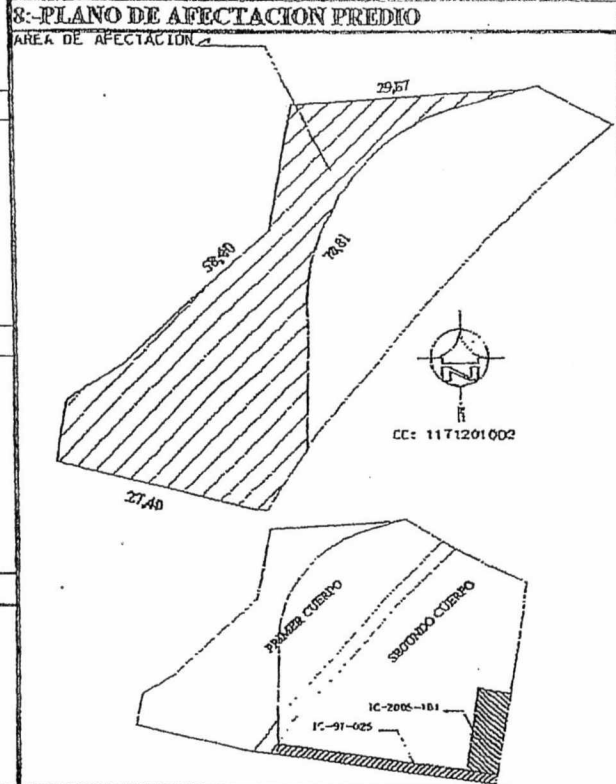 8:-PLANO DE AFECTACION PREDIO
AREA DE AFECTACION
29,67
58,40
78,81
N
CC: 1171201002
27,40
PRIMER CUERPO
SEGUNDO CUERPO
IC-2005-181
IC-97-025